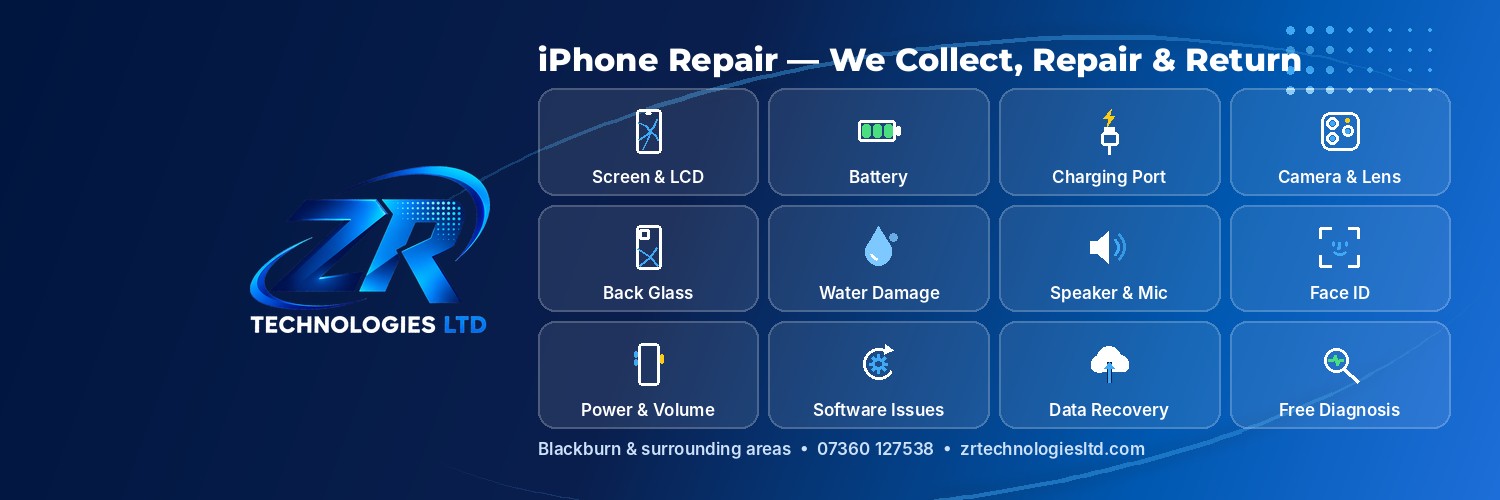 iPhone Repair — We Collect, Repair & Return
Screen & LCD
Battery
Charging Port
Camera & Lens
ZR
TECHNOLOGIES LTD
Back Glass
Water Damage
Speaker & Mic
Face ID
Power & Volume
Software Issues
Data Recovery
Free Diagnosis
Blackburn & surrounding areas • 07360 127538 • zrtechnologiesltd.com